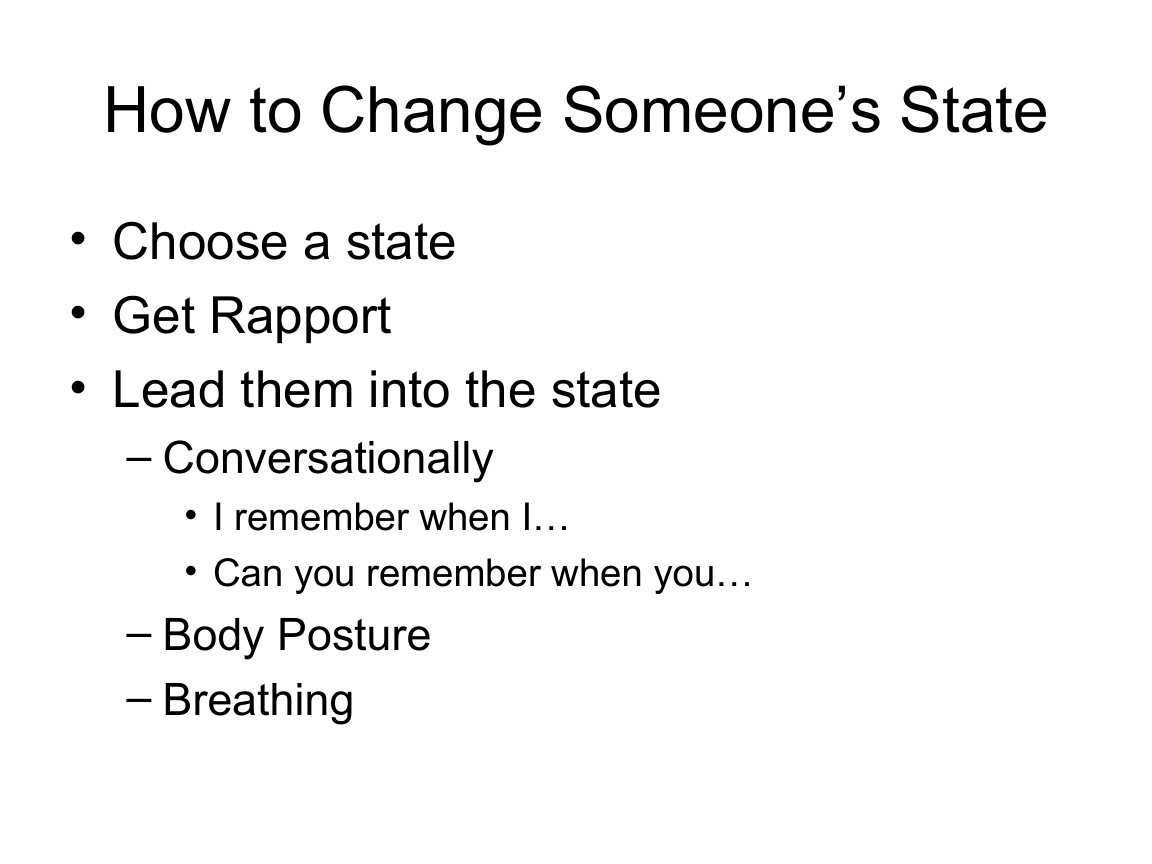 How to Change Someone’s State
• Choose a state
• Get Rapport
• Lead them into the state
– Conversationally
• I remember when I…
• Can you remember when you…
– Body Posture
– Breathing